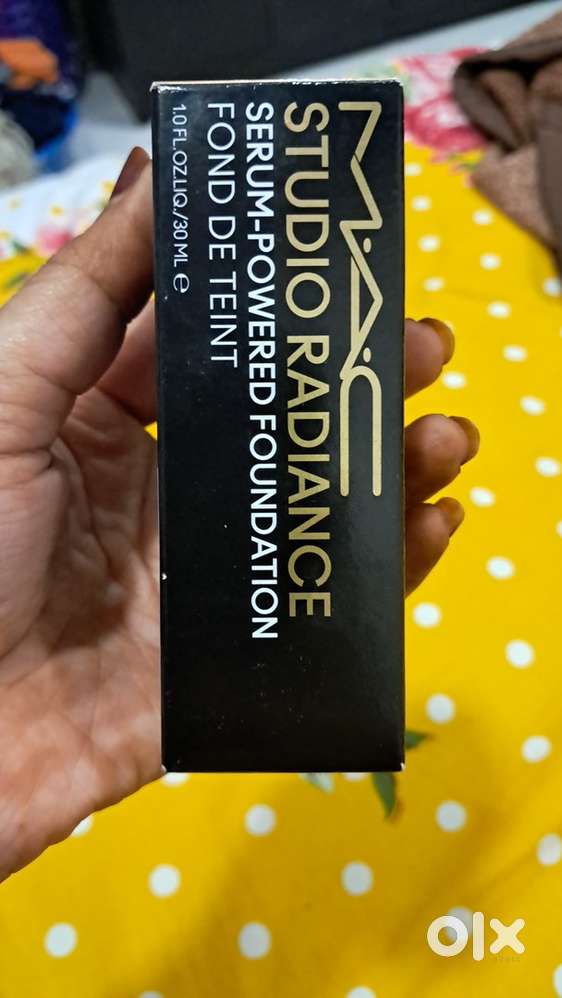 M·A·C
STUDIO RADIANCE
SERUM-POWERED FOUNDATION
FOND DE TEINT
1.0 FL.OZ.LIQ./30 ML ℮
olx